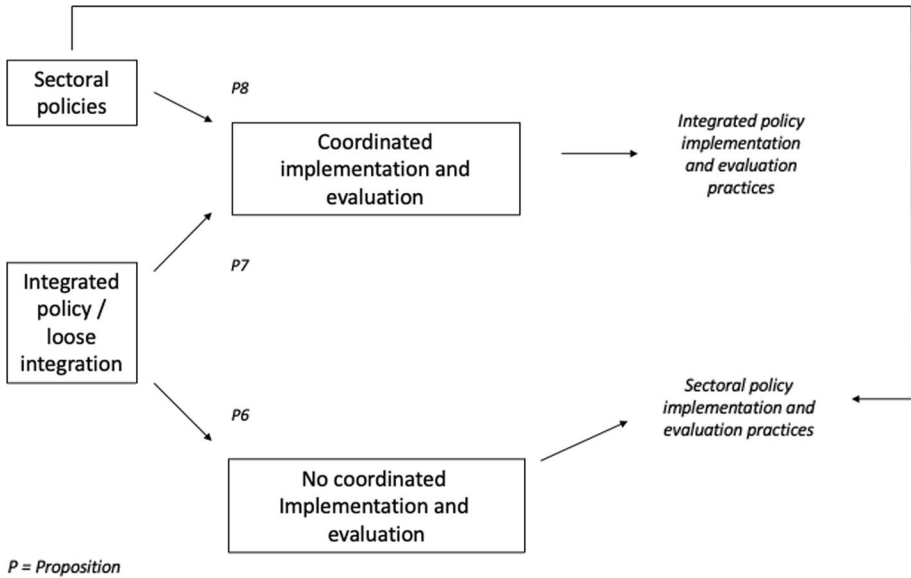 Sectoral
policies
P8
Coordinated
implementation and
evaluation
Integrated policy
implementation
and evaluation
practices
P7
Integrated
policy /
loose
integration
P6
Sectoral policy
implementation and
evaluation practices
No coordinated
Implementation and
evaluation
P = Proposition